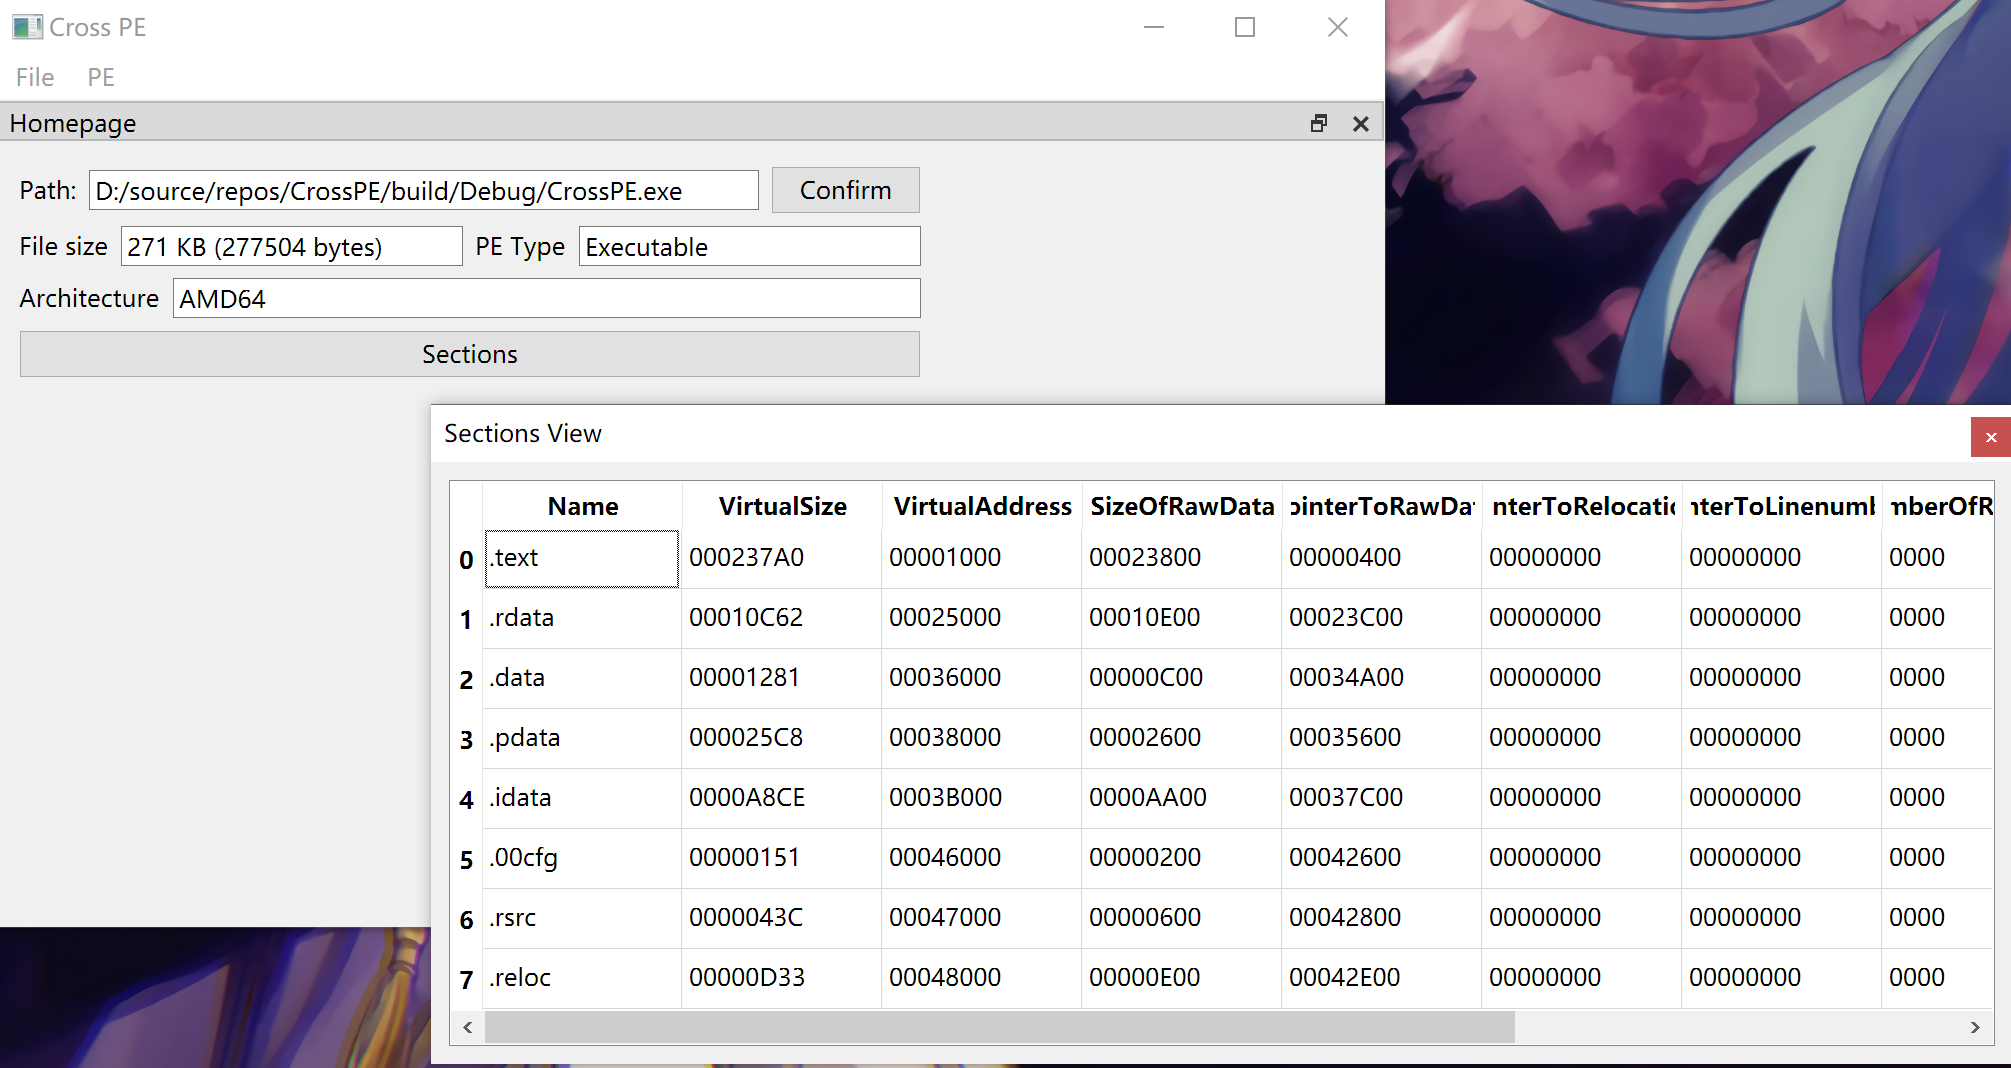 Cross PE
File PE
Homepage
Path: D:/source/repos/CrossPE/build/Debug/CrossPE.exe Confirm
File size 271 KB (277504 bytes) PE Type Executable
Architecture AMD64
Sections
Sections View
Name VirtualSize VirtualAddress SizeOfRawData ointerToRawDa nterToRelocatic nterToLinenumb mberOfR
0 .text 000237A0 00001000 00023800 00000400 00000000 00000000 0000
1 .rdata 00010C62 00025000 00010E00 00023C00 00000000 00000000 0000
2 .data 00001281 00036000 00000C00 00034A00 00000000 00000000 0000
3 .pdata 000025C8 00038000 00002600 00035600 00000000 00000000 0000
4 .idata 0000A8CE 0003B000 0000AA00 00037C00 00000000 00000000 0000
5 .00cfg 00000151 00046000 00000200 00042600 00000000 00000000 0000
6 .rsrc 0000043C 00047000 00000600 00042800 00000000 00000000 0000
7 .reloc 00000D33 00048000 00000E00 00042E00 00000000 00000000 0000